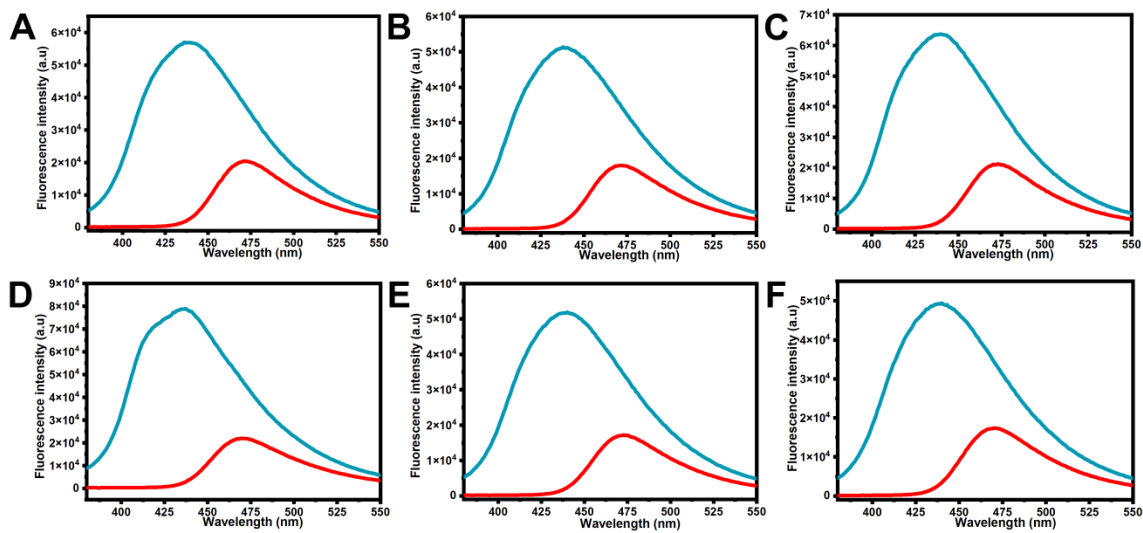 A
Fluorescence intensity (a.u)
6×10⁴
5×10⁴
4×10⁴
3×10⁴
2×10⁴
1×10⁴
0
400 425 450 475 500 525 550
Wavelength (nm)
B
Fluorescence intensity (a.u)
6×10⁴
5×10⁴
4×10⁴
3×10⁴
2×10⁴
1×10⁴
0
400 425 450 475 500 525 550
Wavelength (nm)
C
Fluorescence intensity (a.u)
7×10⁴
6×10⁴
5×10⁴
4×10⁴
3×10⁴
2×10⁴
1×10⁴
0
400 425 450 475 500 525 550
Wavelength (nm)
D
Fluorescence intensity (a.u)
9×10⁴
8×10⁴
7×10⁴
6×10⁴
5×10⁴
4×10⁴
3×10⁴
2×10⁴
1×10⁴
0
400 425 450 475 500 525 550
Wavelength (nm)
E
Fluorescence intensity (a.u)
6×10⁴
5×10⁴
4×10⁴
3×10⁴
2×10⁴
1×10⁴
0
400 425 450 475 500 525 550
Wavelength (nm)
F
Fluorescence intensity (a.u)
5×10⁴
4×10⁴
3×10⁴
2×10⁴
1×10⁴
0
400 425 450 475 500 525 550
Wavelength (nm)